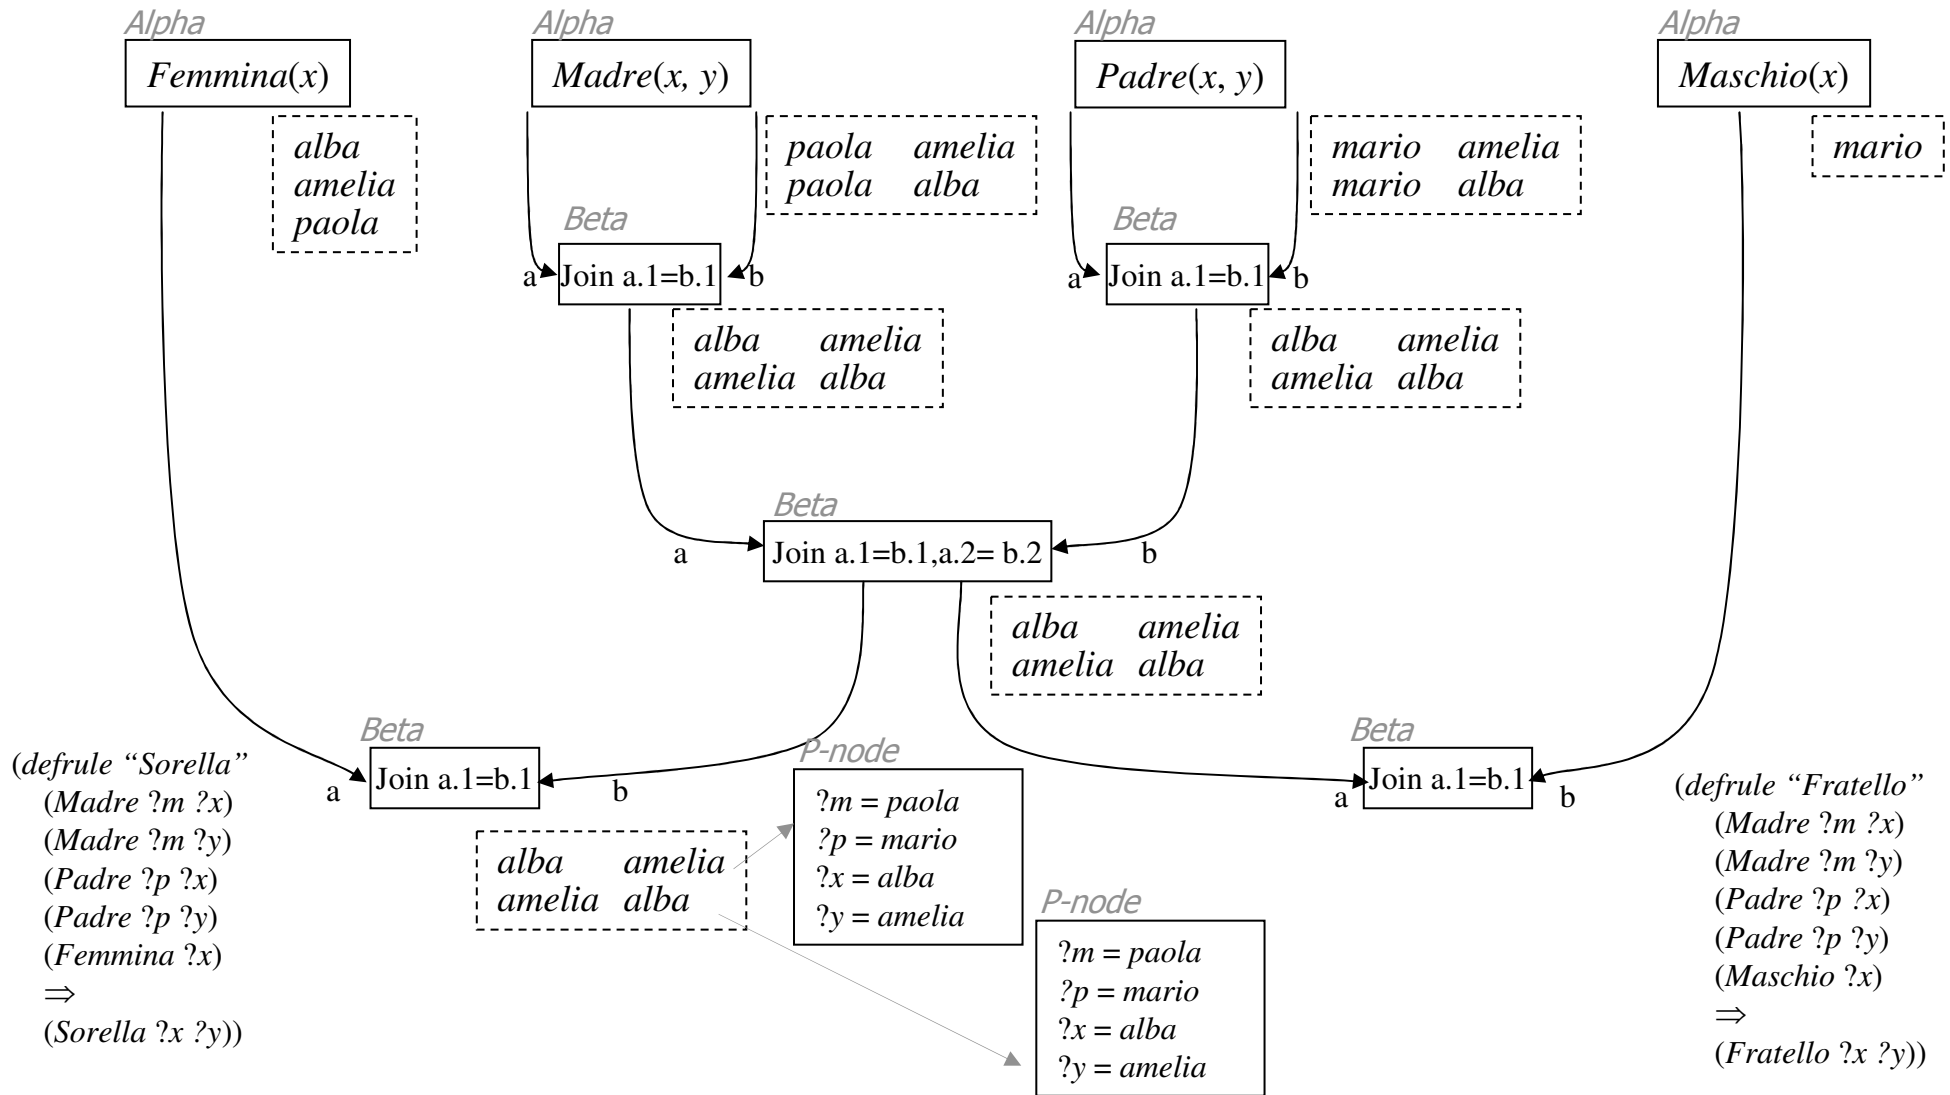 Alpha
Femmina(x)
alba
amelia
paola
Alpha
Madre(x, y)
paola amelia
paola alba
Alpha
Padre(x, y)
mario amelia
mario alba
Alpha
Maschio(x)
mario
Beta
a
Join a.1=b.1
b
alba amelia
amelia alba
Beta
a
Join a.1=b.1
b
alba amelia
amelia alba
Beta
a
Join a.1=b.1,a.2= b.2
b
alba amelia
amelia alba
(defrule “Sorella”
(Madre ?m ?x)
(Madre ?m ?y)
(Padre ?p ?x)
(Padre ?p ?y)
(Femmina ?x)
⇒
(Sorella ?x ?y))
Beta
a
Join a.1=b.1
b
alba amelia
amelia alba
P-node
?m = paola
?p = mario
?x = alba
?y = amelia
P-node
?m = paola
?p = mario
?x = alba
?y = amelia
Beta
a
Join a.1=b.1
b
(defrule “Fratello”
(Madre ?m ?x)
(Madre ?m ?y)
(Padre ?p ?x)
(Padre ?p ?y)
(Maschio ?x)
⇒
(Fratello ?x ?y))